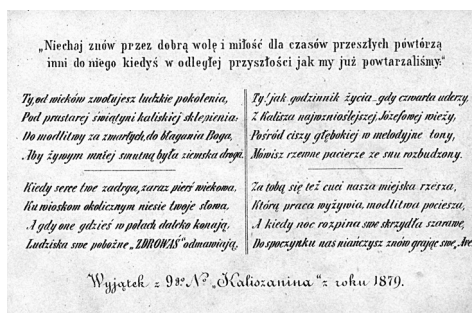 „Niechaj znów przez dobrą wolę i miłość dla czasów przeszłych powtórzą
inni do niego kiedyś w odległej przyszłości jak my już powtarzaliśmy."
Ty, od wieków zwołujesz ludzkie pokolenia,
Pod prastarej świątyni kaliskiej sklepienia:
Do modlitwy za zmarłych, do błagania Boga,
Aby żywym mniej smutną była ziemska droga.
Kiedy serce twe zadrga, zaraz pierś wiekowa.
Ku wioskom okolicznym niesie twoje słowa.
A gdy one gdzieś w polach daleko konają,
Ludziska swe pobożne „ZDROWAŚ" odmawiają,
Ty! jak godzinnik życia gdy czwarta uderzy
Z Kalisza najwznioślejszej Józefowej wieży,
Pośród ciszy głębokiej w melodyjne tony,
Mówisz rzewne pacierze ze snu rozbudzony.
Za tobą się też cuci nasza miejska rzesza,
Którą praca wyżywia, modlitwa pociesza,
A kiedy noc rozpina swe skrzydła szarawe,
Do spoczynku nas niańczysz znów grając swe „Ave
Wyjątek z 98go No „Kaliszanina" z roku 1879.